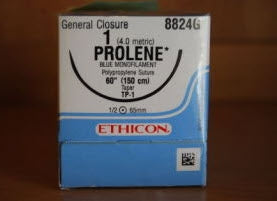 General Closure 8824G
1 (4.0 metric)
PROLENE*
BLUE MONOFILAMENT
Polypropylene Suture
60" (150 cm)
Taper
TP-1
1/2 65mm
ETHICON